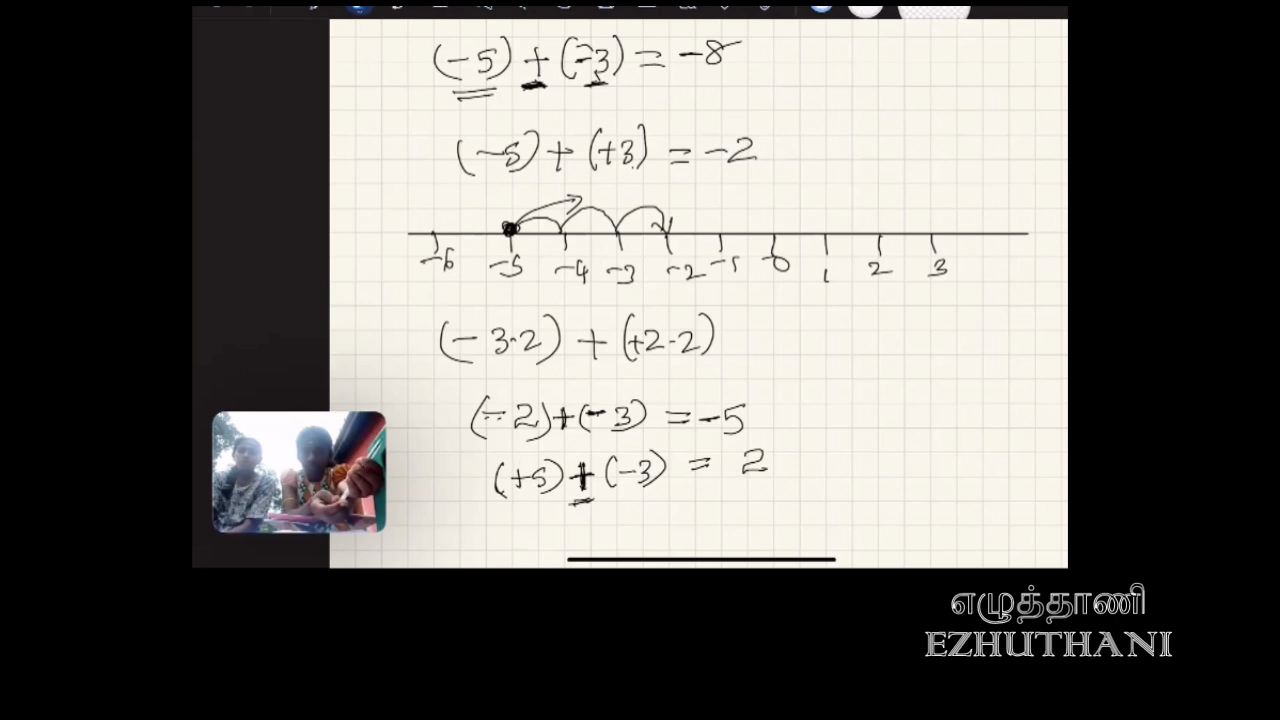 (-5) + (-3) = -8
(-5) + (+3) = -2
-6 -5 -4 -3 -2 -1 0 1 2 3
(-3.2) + (+2.2)
(-2) + (-3) = -5
(+5) + (-3) = 2
எழுத்தாணி
EZHUTHANI